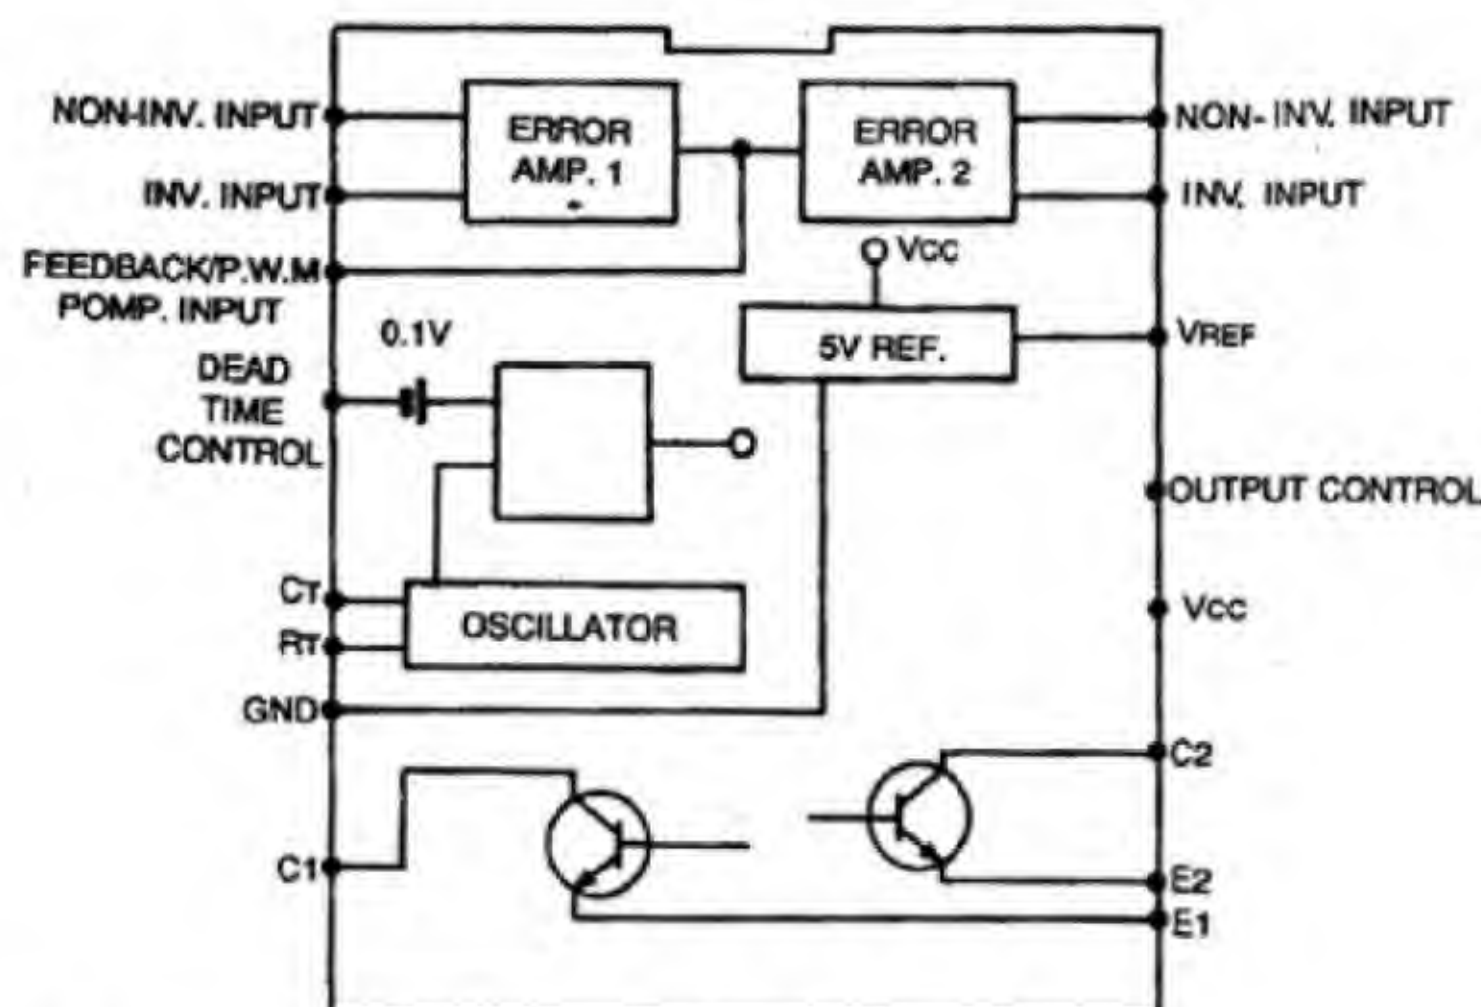 NON-INV. INPUT
INV. INPUT
FEEDBACK/P.W.M
POMP. INPUT
DEAD
TIME
CONTROL
0.1V
CT
RT
GND
C1
ERROR
AMP. 1
ERROR
AMP. 2
VCC
5V REF.
OSCILLATOR
NON- INV. INPUT
INV. INPUT
VREF
OUTPUT CONTROL
VCC
C2
E2
E1